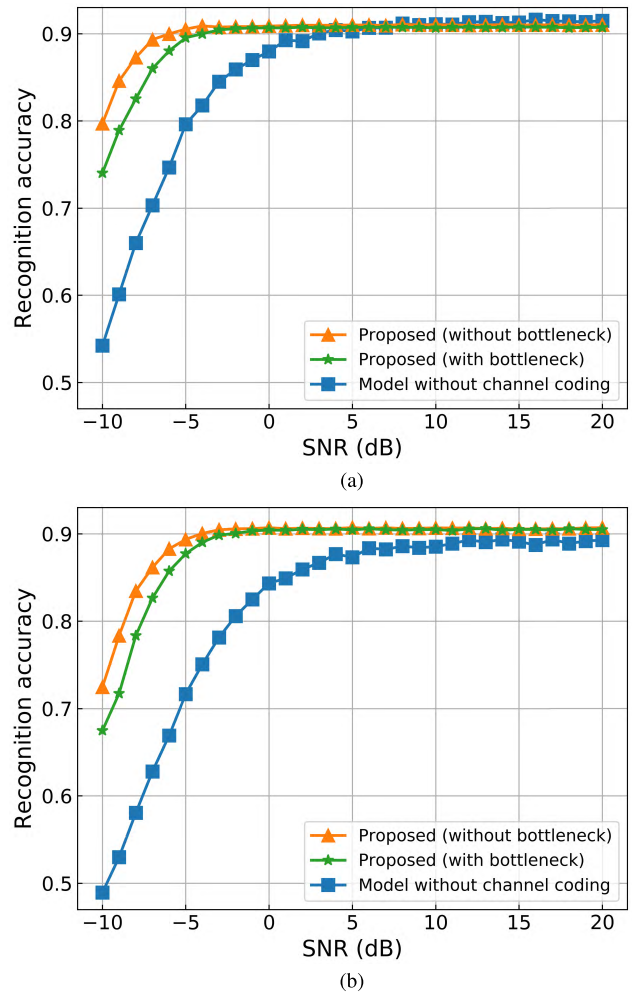 0.9
0.8
0.7
0.6
0.5
Recognition accuracy
Proposed (without bottleneck)
Proposed (with bottleneck)
Model without channel coding
−10 −5 0 5 10 15 20
SNR (dB)
(a)
0.9
0.8
0.7
0.6
0.5
Recognition accuracy
Proposed (without bottleneck)
Proposed (with bottleneck)
Model without channel coding
−10 −5 0 5 10 15 20
SNR (dB)
(b)